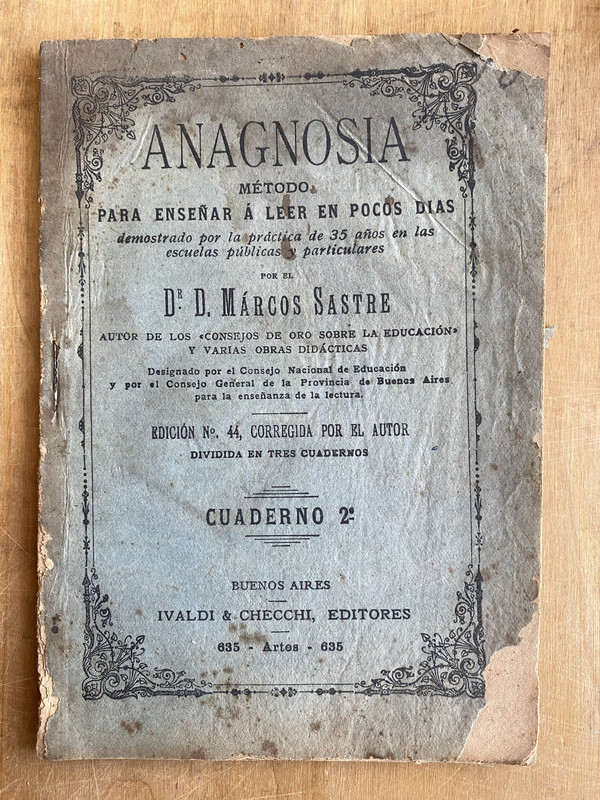 ANAGNOSIA
MÉTODO
PARA ENSEÑAR Á LEER EN POCOS DIAS
demostrado por la práctica de 35 años en las
escuelas públicas y particulares
POR EL
Dr D. MÁRCOS SASTRE
AUTOR DE LOS «CONSEJOS DE ORO SOBRE LA EDUCACIÓN»
Y VARIAS OBRAS DIDÁCTICAS
Designado por el Consejo Nacional de Educación
y por el Consejo General de la Provincia de Buenos Aires
para la enseñanza de la lectura.
EDICIÓN Nº. 44, CORREGIDA POR EL AUTOR
DIVIDIDA EN TRES CUADERNOS
CUADERNO 2º
BUENOS AIRES
IVALDI & CHECCHI, EDITORES
635 - Artes - 635